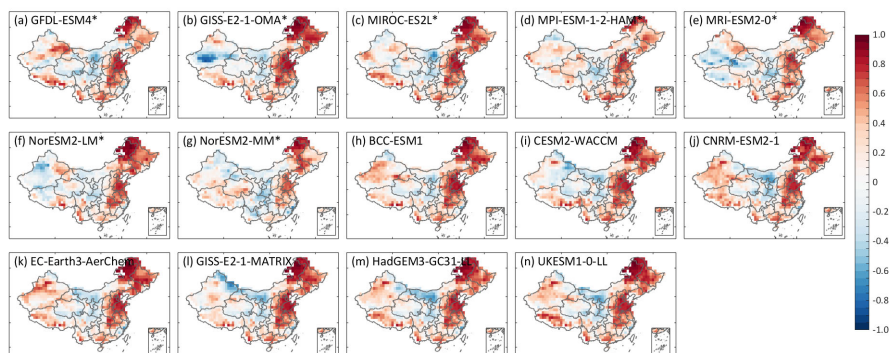 (a) GFDL-ESM4*
(b) GISS-E2-1-OMA*
(c) MIROC-ES2L*
(d) MPI-ESM-1-2-HAM*
(e) MRI-ESM2-0*
1.0
0.8
0.6
0.4
0.2
0.0
-0.2
-0.4
-0.6
-0.8
-1.0
(f) NorESM2-LM*
(g) NorESM2-MM*
(h) BCC-ESM1
(i) CESM2-WACCM
(j) CNRM-ESM2-1
(k) EC-Earth3-AerChem
(l) GISS-E2-1-MATRIX
(m) HadGEM3-GC31-LL
(n) UKESM1-0-LL